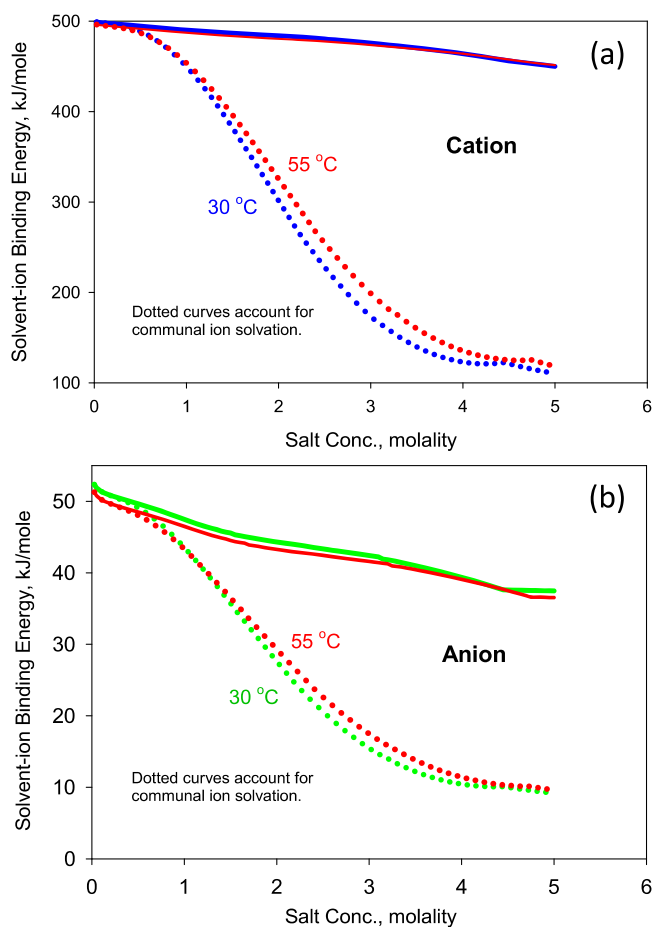 500
(a)
400
Cation
55 °C
300
30 °C
200
Dotted curves account for
communal ion solvation.
100
0 1 2 3 4 5 6
Solvent-ion Binding Energy, kJ/mole
Salt Conc., molality
(b)
50
40
30
55 °C
Anion
30 °C
20
10
Dotted curves account for
communal ion solvation.
0
0 1 2 3 4 5 6
Solvent-ion Binding Energy, kJ/mole
Salt Conc., molality